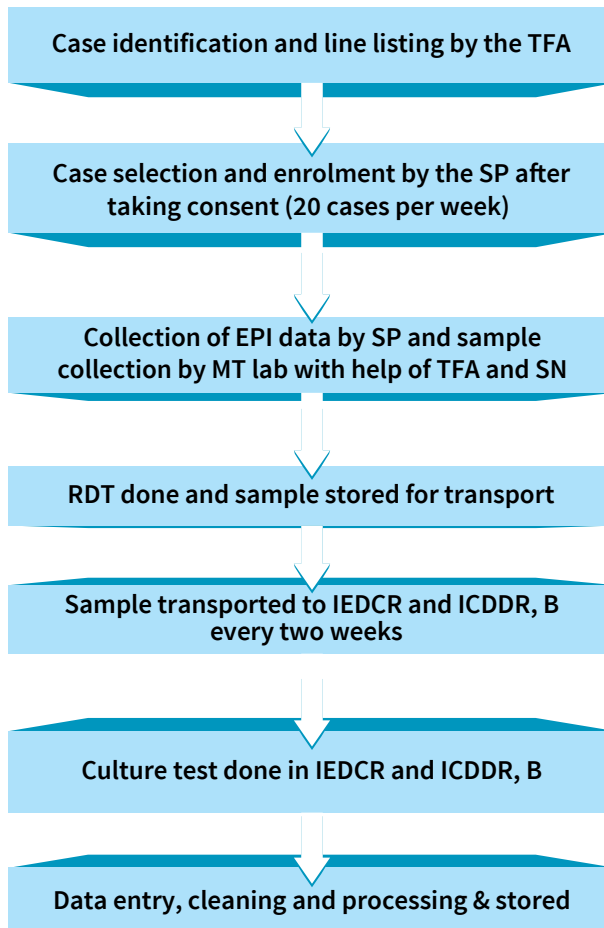 Case identification and line listing by the TFA
Case selection and enrolment by the SP after
taking consent (20 cases per week)
Collection of EPI data by SP and sample
collection by MT lab with help of TFA and SN
RDT done and sample stored for transport
Sample transported to IEDCR and ICDDR, B
every two weeks
Culture test done in IEDCR and ICDDR, B
Data entry, cleaning and processing & stored